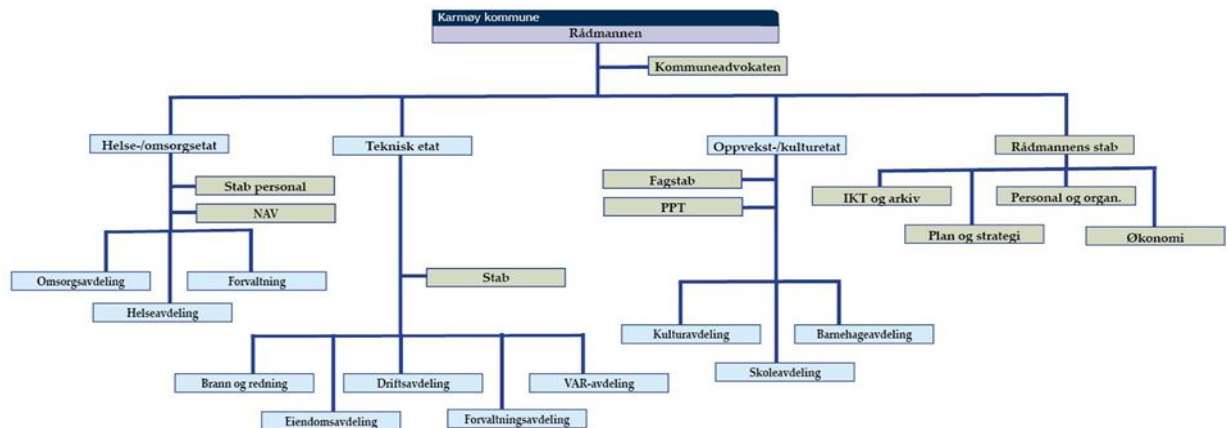 Karmøy kommune
Rådmannen
Kommuneadvokaten
Helse-/omsorgsetat
Teknisk etat
Oppvekst-/kulturetat
Rådmannens stab
Stab personal
NAV
Fagstab
PPT
IKT og arkiv
Personal og organ.
Plan og strategi
Økonomi
Omsorgsavdeling
Forvaltning
Helseavdeling
Stab
Kulturavdeling
Barnehageavdeling
Skoleavdeling
Brann og redning
Driftsavdeling
VAR-avdeling
Eiendomsavdeling
Forvaltningsavdeling